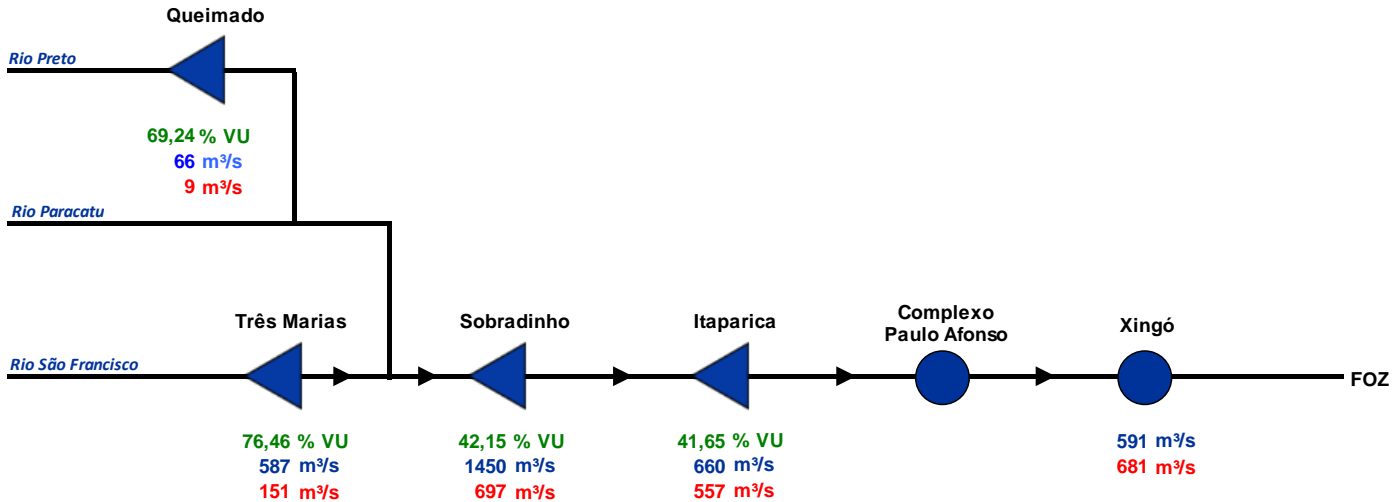 Queimado
Rio Preto
69,24 % VU
66 m³/s
9 m³/s
Rio Paracatu
Três Marias
Sobradinho
Itaparica
Complexo
Paulo Afonso
Xingó
Rio São Francisco
FOZ
76,46 % VU
587 m³/s
151 m³/s
42,15 % VU
1450 m³/s
697 m³/s
41,65 % VU
660 m³/s
557 m³/s
591 m³/s
681 m³/s